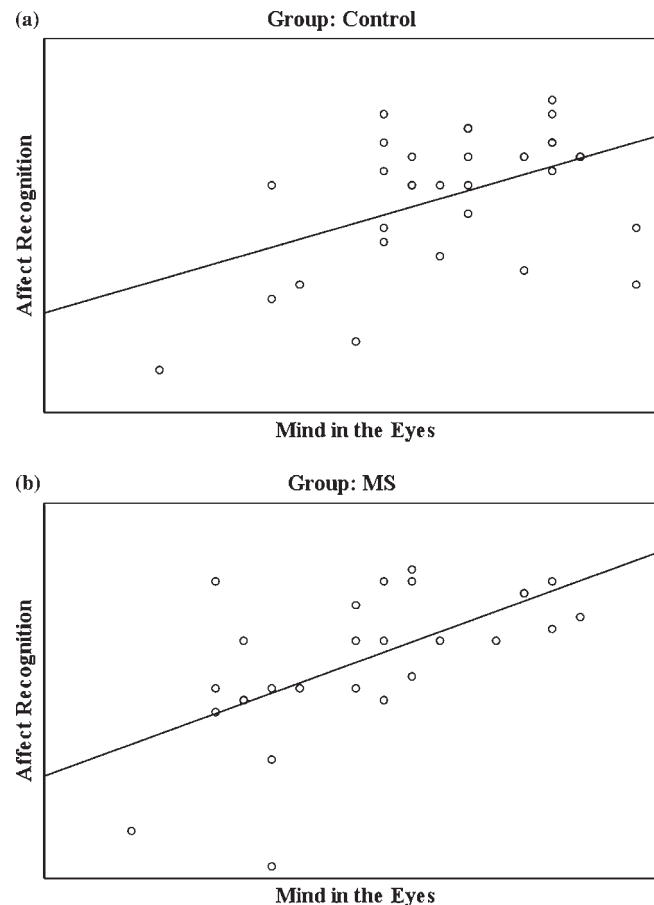 (a)
Group: Control
Affect Recognition
Mind in the Eyes
(b)
Group: MS
Affect Recognition
Mind in the Eyes